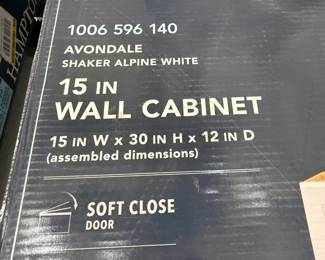 1006 596 140
AVONDALE
SHAKER ALPINE WHITE
15 IN
WALL CABINET
15 IN W x 30 IN H x 12 IN D
(assembled dimensions)
SOFT CLOSE
DOOR
HAMPTON